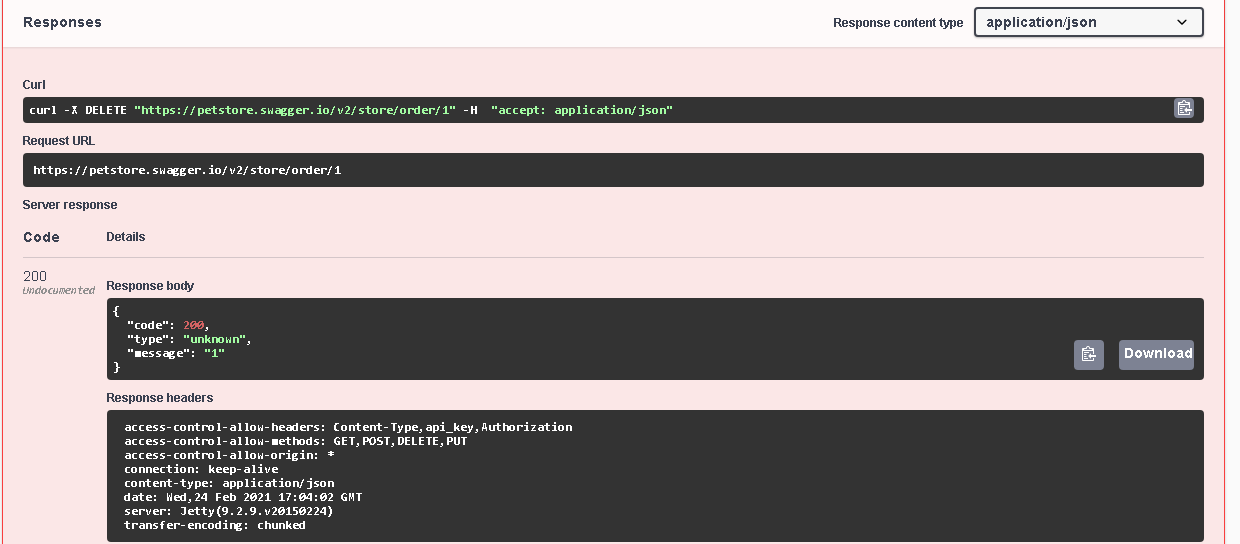 Responses
Response content type application/json
Curl
curl -X DELETE "https://petstore.swagger.io/v2/store/order/1" -H  "accept: application/json"
Request URL
https://petstore.swagger.io/v2/store/order/1
Server response
Code Details
200
Undocumented
Response body
{
  "code": 200,
  "type": "unknown",
  "message": "1"
}
Download
Response headers
access-control-allow-headers: Content-Type,api_key,Authorization
access-control-allow-methods: GET,POST,DELETE,PUT
access-control-allow-origin: *
connection: keep-alive
content-type: application/json
date: Wed,24 Feb 2021 17:04:02 GMT
server: Jetty(9.2.9.v20150224)
transfer-encoding: chunked